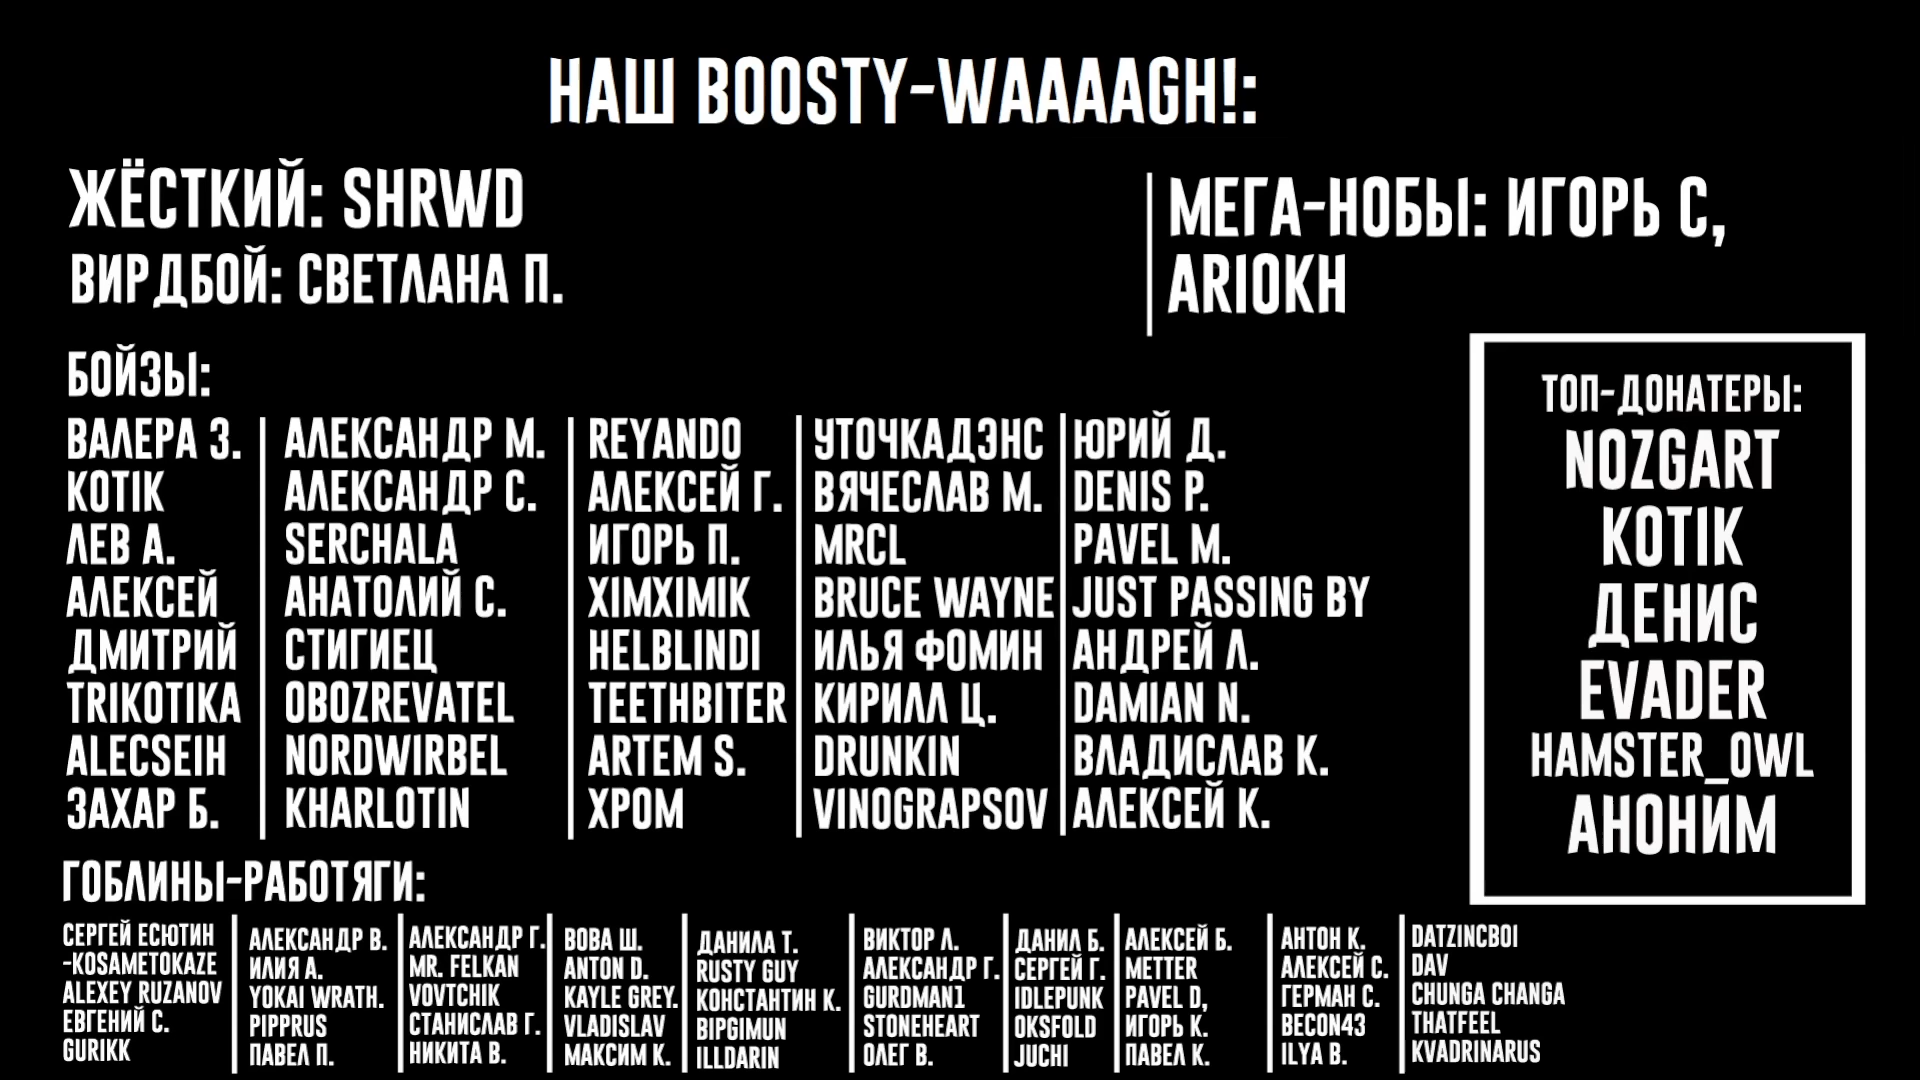 НАШ BOOSTY-WAAAAGH!:
ЖЁСТКИЙ: SHRWD
ВИРДБОЙ: СВЕТЛАНА П.
МЕГА-НОБЫ: ИГОРЬ С,
ARIOKH
БОЙЗЫ:
ВАЛЕРА З.
KOTIK
ЛЕВ А.
АЛЕКСЕЙ
ДМИТРИЙ
TRIKOTIKA
ALECSEIH
ЗАХАР Б.
АЛЕКСАНДР М.
АЛЕКСАНДР С.
SERCHALA
АНАТОЛИЙ С.
СТИГИЕЦ
OBOZREVATEL
NORDWIRBEL
KHARLOTIN
REYANDO
АЛЕКСЕЙ Г.
ИГОРЬ П.
XIMXIMIK
HELBLINDI
TEETHBITER
ARTEM S.
ХРОМ
УТОЧКАДЭНС
ВЯЧЕСЛАВ М.
MRCL
BRUCE WAYNE
ИЛЬЯ ФОМИН
КИРИЛЛ Ц.
DRUNKIN
VINOGRAPSOV
ЮРИЙ Д.
DENIS P.
PAVEL M.
JUST PASSING BY
АНДРЕЙ Л.
DAMIAN N.
ВЛАДИСЛАВ К.
АЛЕКСЕЙ К.
ТОП-ДОНАТЕРЫ:
NOZGART
KOTIK
ДЕНИС
EVADER
HAMSTER_OWL
АНОНИМ
ГОБЛИНЫ-РАБОТЯГИ:
СЕРГЕЙ ЕСЮТИН
-KOSAMETOKAZE
ALEXEY RUZANOV
ЕВГЕНИЙ С.
GURIKK
АЛЕКСАНДР В.
ИЛИЯ А.
YOKAI WRATH.
PIPPRUS
ПАВЕЛ П.
АЛЕКСАНДР Г.
MR. FELKAN
VOVTCHIK
СТАНИСЛАВ Г.
НИКИТА В.
ВОВА Ш.
ANTON D.
KAYLE GREY.
VLADISLAV
МАКСИМ К.
ДАНИЛА Т.
RUSTY GUY
КОНСТАНТИН К.
BIPGIMUN
ILLDARIN
ВИКТОР Л.
АЛЕКСАНДР Г.
GURDMAN1
STONEHEART
ОЛЕГ В.
ДАНИЛ Б.
СЕРГЕЙ Г.
IDLEPUNK
OKSFOLD
JUCHI
АЛЕКСЕЙ Б.
METTER
PAVEL D,
ИГОРЬ К.
ПАВЕЛ К.
АНТОН К.
АЛЕКСЕЙ С.
ГЕРМАН С.
BECON43
ILYA B.
DATZINCBOI
DAV
CHUNGA CHANGA
THATFEEL
KVADRINARUS